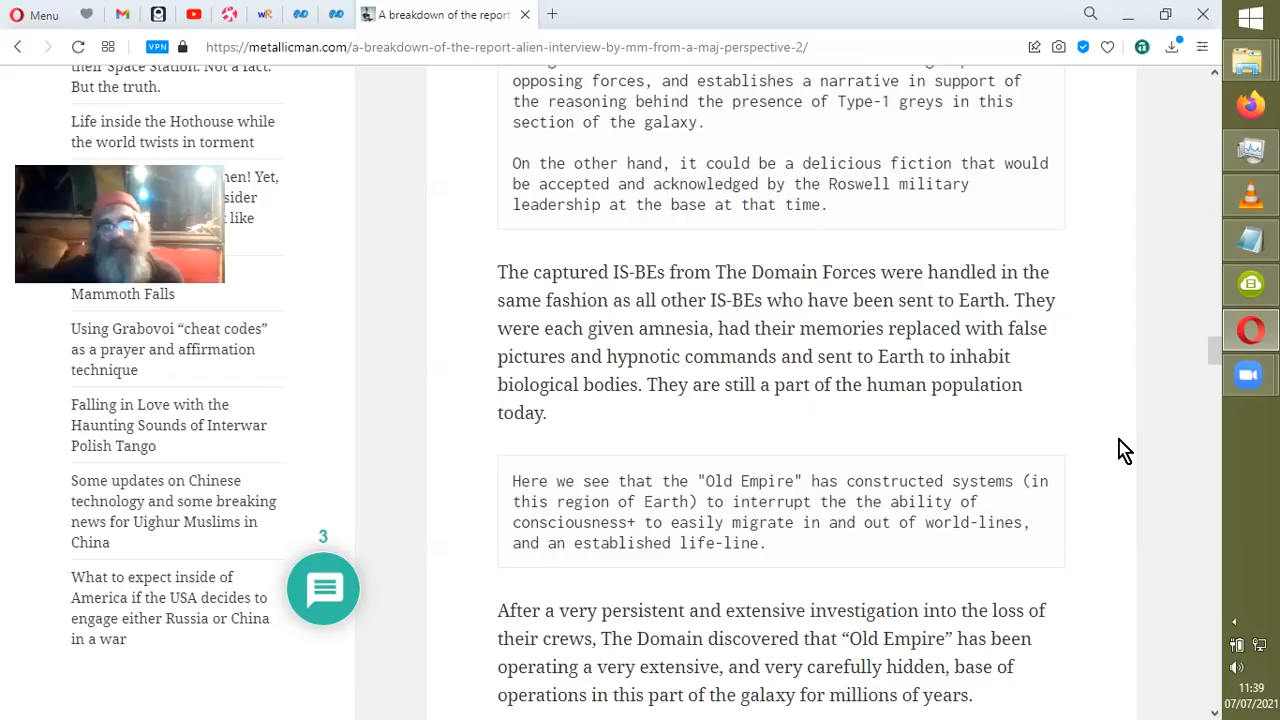 Menu
A breakdown of the report
VPN
https://metallicman.com/a-breakdown-of-the-report-alien-interview-by-mm-from-a-maj-perspective-2/
their Space Station. Not a fact.
But the truth.
Life inside the Hothouse while
the world twists in torment
hen! Yet,
sider
like
Mammoth Falls
Using Grabovoi “cheat codes”
as a prayer and affirmation
technique
Falling in Love with the
Haunting Sounds of Interwar
Polish Tango
Some updates on Chinese
technology and some breaking
news for Uighur Muslims in
China
What to expect inside of
America if the USA decides to
engage either Russia or China
in a war
3
opposing forces, and establishes a narrative in support of
the reasoning behind the presence of Type-1 greys in this
section of the galaxy.
On the other hand, it could be a delicious fiction that would
be accepted and acknowledged by the Roswell military
leadership at the base at that time.
The captured IS-BEs from The Domain Forces were handled in the
same fashion as all other IS-BEs who have been sent to Earth. They
were each given amnesia, had their memories replaced with false
pictures and hypnotic commands and sent to Earth to inhabit
biological bodies. They are still a part of the human population
today.
Here we see that the "Old Empire" has constructed systems (in
this region of Earth) to interrupt the the ability of
consciousness+ to easily migrate in and out of world-lines,
and an established life-line.
After a very persistent and extensive investigation into the loss of
their crews, The Domain discovered that “Old Empire” has been
operating a very extensive, and very carefully hidden, base of
operations in this part of the galaxy for millions of years.
11:39
07/07/2021